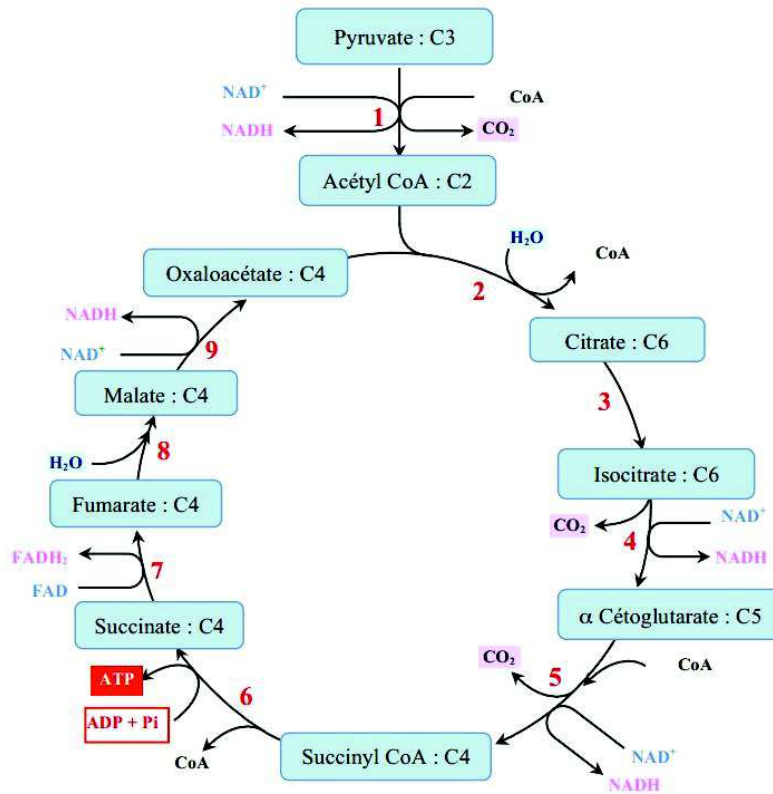 Pyruvate : C3
NAD⁺
CoA
1
NADH
CO₂
Acétyl CoA : C2
H₂O
CoA
Oxaloacétate : C4
2
NADH
9
NAD⁺
Citrate : C6
Malate : C4
3
8
H₂O
Isocitrate : C6
Fumarate : C4
CO₂
NAD⁺
4
FADH₂
7
NADH
FAD
α Cétoglutarate : C5
Succinate : C4
CO₂
5
CoA
ATP
6
ADP + Pi
CoA
Succinyl CoA : C4
NAD⁺
NADH